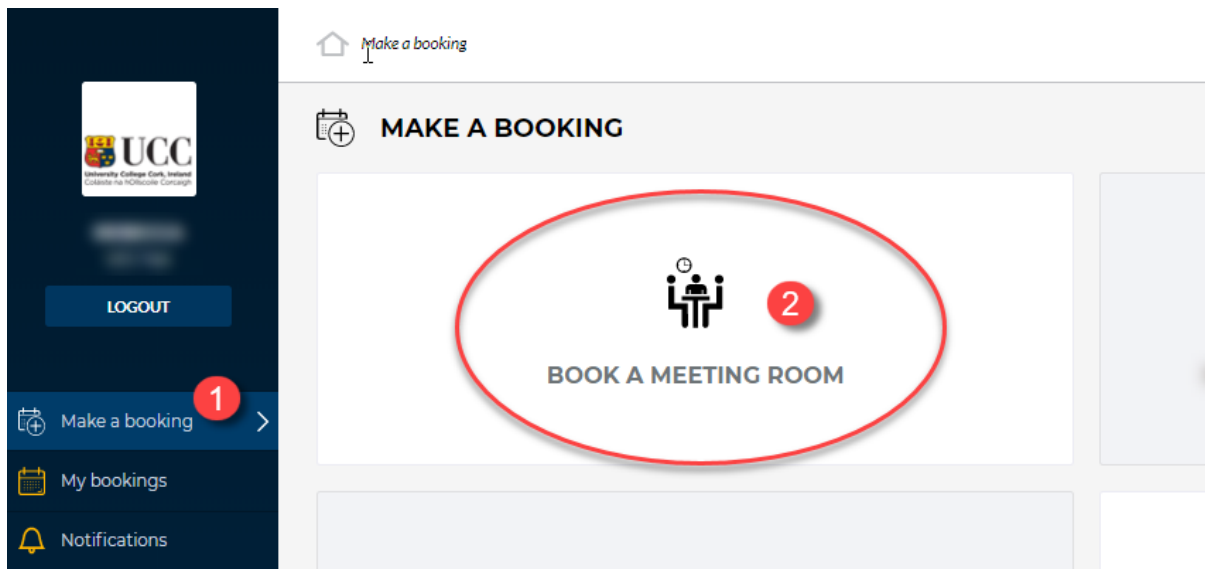 Make a booking
UCC
University College Cork, Ireland
Coláiste na hOllscoile Corcaigh
LOGOUT
1
Make a booking
My bookings
Notifications
MAKE A BOOKING
2
BOOK A MEETING ROOM